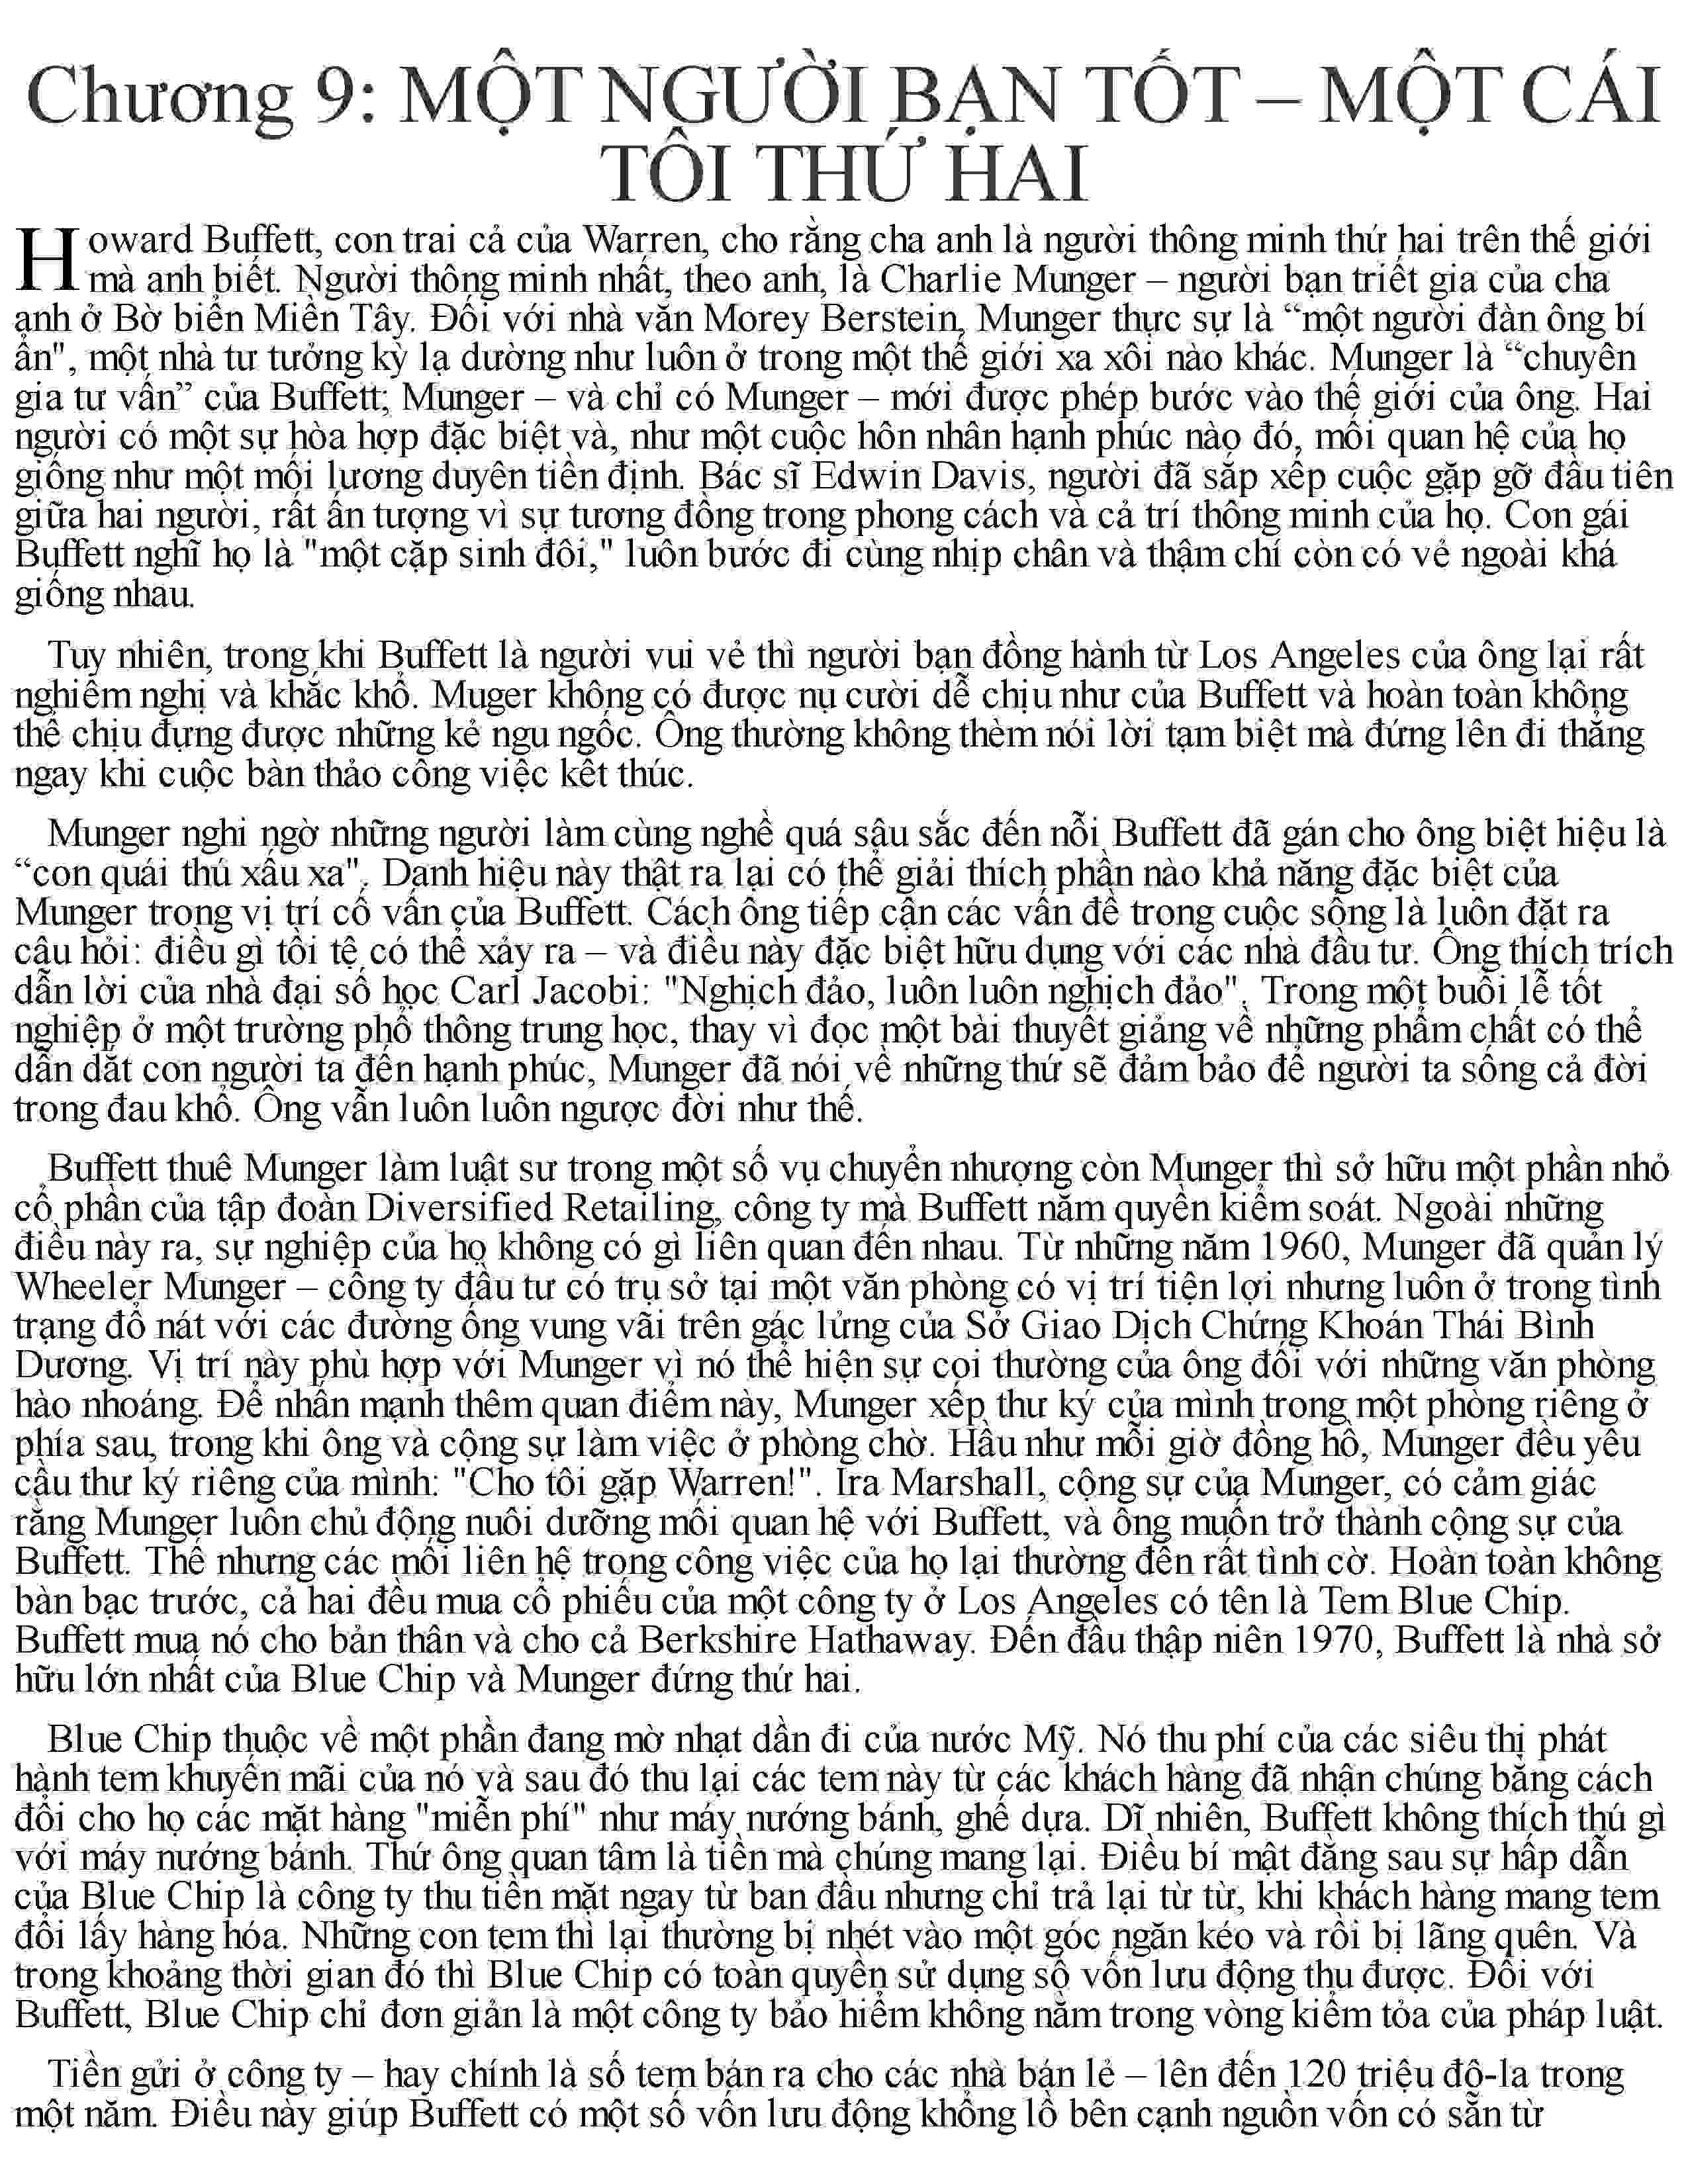 Chương 9: MỘT NGƯỜI BẠN TỐT – MỘT CÁI
TÔI THỨ HAI
Howard Buffett, con trai cả của Warren, cho rằng cha anh là người thông minh thứ hai trên thế giới
mà anh biết. Người thông minh nhất, theo anh, là Charlie Munger – người bạn triết gia của cha
anh ở Bờ biển Miền Tây. Đối với nhà văn Morey Berstein, Munger thực sự là “một người đàn ông bí
ẩn", một nhà tư tưởng kỳ lạ dường như luôn ở trong một thế giới xa xôi nào khác. Munger là “chuyên
gia tư vấn” của Buffett; Munger – và chỉ có Munger – mới được phép bước vào thế giới của ông. Hai
người có một sự hòa hợp đặc biệt và, như một cuộc hôn nhân hạnh phúc nào đó, mối quan hệ của họ
giống như một mối lương duyên tiền định. Bác sĩ Edwin Davis, người đã sắp xếp cuộc gặp gỡ đầu tiên
giữa hai người, rất ấn tượng vì sự tương đồng trong phong cách và cả trí thông minh của họ. Con gái
Buffett nghĩ họ là "một cặp sinh đôi," luôn bước đi cùng nhịp chân và thậm chí còn có vẻ ngoài khá
giống nhau.
Tuy nhiên, trong khi Buffett là người vui vẻ thì người bạn đồng hành từ Los Angeles của ông lại rất
nghiêm nghị và khắc khổ. Muger không có được nụ cười dễ chịu như của Buffett và hoàn toàn không
thể chịu đựng được những kẻ ngu ngốc. Ông thường không thèm nói lời tạm biệt mà đứng lên đi thẳng
ngay khi cuộc bàn thảo công việc kết thúc.
Munger nghi ngờ những người làm cùng nghề quá sâu sắc đến nỗi Buffett đã gán cho ông biệt hiệu là
“con quái thú xấu xa". Danh hiệu này thật ra lại có thể giải thích phần nào khả năng đặc biệt của
Munger trong vị trí cố vấn của Buffett. Cách ông tiếp cận các vấn đề trong cuộc sống là luôn đặt ra
câu hỏi: điều gì tồi tệ có thể xảy ra – và điều này đặc biệt hữu dụng với các nhà đầu tư. Ông thích trích
dẫn lời của nhà đại số học Carl Jacobi: "Nghịch đảo, luôn luôn nghịch đảo". Trong một buổi lễ tốt
nghiệp ở một trường phổ thông trung học, thay vì đọc một bài thuyết giảng về những phẩm chất có thể
dẫn dắt con người ta đến hạnh phúc, Munger đã nói về những thứ sẽ đảm bảo để người ta sống cả đời
trong đau khổ. Ông vẫn luôn luôn ngược đời như thế.
Buffett thuê Munger làm luật sư trong một số vụ chuyển nhượng còn Munger thì sở hữu một phần nhỏ
cổ phần của tập đoàn Diversified Retailing, công ty mà Buffett nắm quyền kiểm soát. Ngoài những
điều này ra, sự nghiệp của họ không có gì liên quan đến nhau. Từ những năm 1960, Munger đã quản lý
Wheeler Munger – công ty đầu tư có trụ sở tại một văn phòng có vị trí tiện lợi nhưng luôn ở trong tình
trạng đổ nát với các đường ống vung vãi trên gác lửng của Sở Giao Dịch Chứng Khoán Thái Bình
Dương. Vị trí này phù hợp với Munger vì nó thể hiện sự coi thường của ông đối với những văn phòng
hào nhoáng. Để nhấn mạnh thêm quan điểm này, Munger xếp thư ký của mình trong một phòng riêng ở
phía sau, trong khi ông và cộng sự làm việc ở phòng chờ. Hầu như mỗi giờ đồng hồ, Munger đều yêu
cầu thư ký riêng của mình: "Cho tôi gặp Warren!". Ira Marshall, cộng sự của Munger, có cảm giác
rằng Munger luôn chủ động nuôi dưỡng mối quan hệ với Buffett, và ông muốn trở thành cộng sự của
Buffett. Thế nhưng các mối liên hệ trong công việc của họ lại thường đến rất tình cờ. Hoàn toàn không
bàn bạc trước, cả hai đều mua cổ phiếu của một công ty ở Los Angeles có tên là Tem Blue Chip.
Buffett mua nó cho bản thân và cho cả Berkshire Hathaway. Đến đầu thập niên 1970, Buffett là nhà sở
hữu lớn nhất của Blue Chip và Munger đứng thứ hai.
Blue Chip thuộc về một phần đang mờ nhạt dần đi của nước Mỹ. Nó thu phí của các siêu thị phát
hành tem khuyến mãi của nó và sau đó thu lại các tem này từ các khách hàng đã nhận chúng bằng cách
đổi cho họ các mặt hàng "miễn phí" như máy nướng bánh, ghế dựa. Dĩ nhiên, Buffett không thích thú gì
với máy nướng bánh. Thứ ông quan tâm là tiền mà chúng mang lại. Điều bí mật đằng sau sự hấp dẫn
của Blue Chip là công ty thu tiền mặt ngay từ ban đầu nhưng chỉ trả lại từ từ, khi khách hàng mang tem
đổi lấy hàng hóa. Những con tem thì lại thường bị nhét vào một góc ngăn kéo và rồi bị lãng quên. Và
trong khoảng thời gian đó thì Blue Chip có toàn quyền sử dụng số vốn lưu động thu được. Đối với
Buffett, Blue Chip chỉ đơn giản là một công ty bảo hiểm không nằm trong vòng kiểm tỏa của pháp luật.
Tiền gửi ở công ty – hay chính là số tem bán ra cho các nhà bán lẻ – lên đến 120 triệu đô-la trong
một năm. Điều này giúp Buffett có một số vốn lưu động khổng lồ bên cạnh nguồn vốn có sẵn từ